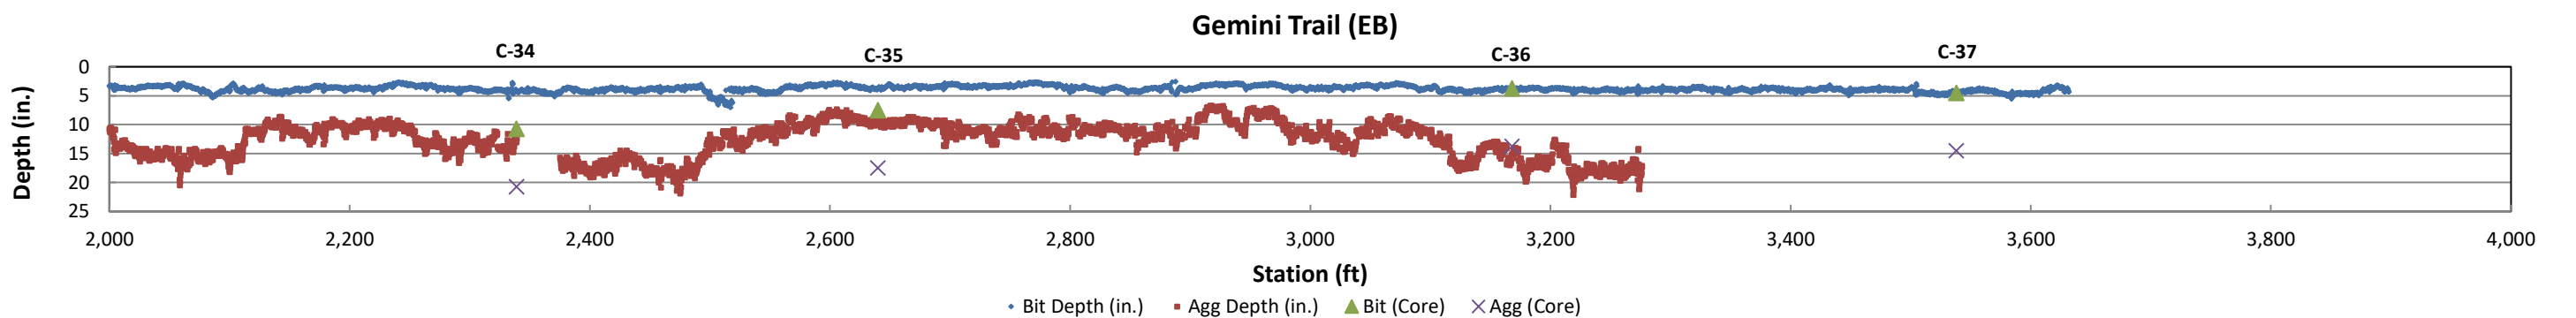 Gemini Trail (EB)
C-34 C-35 C-36 C-37
Depth (in.)
0
5
10
15
20
25
2,000 2,200 2,400 2,600 2,800 3,000 3,200 3,400 3,600 3,800 4,000
Station (ft)
Bit Depth (in.) Agg Depth (in.) Bit (Core) Agg (Core)